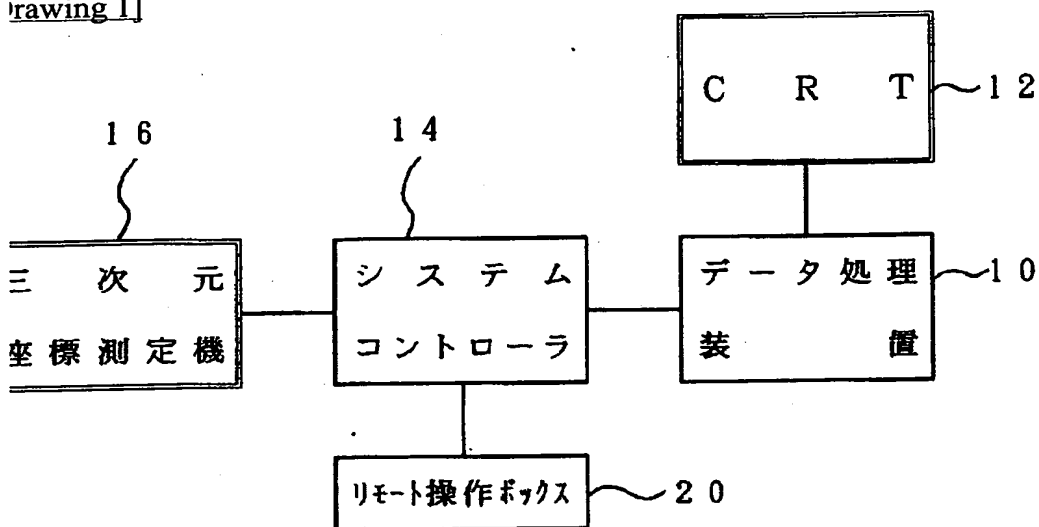 rawing 1]
CRT
12
16
14
三次元
座標測定機
システム
コントローラ
データ処理
装置
10
リモート操作ボックス
20